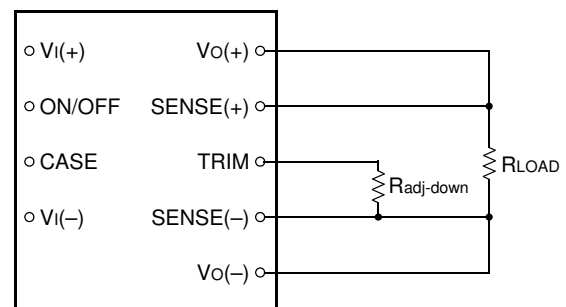 VI(+) VO(+)
ON/OFF SENSE(+)
CASE TRIM
RLOAD
Radj-down
VI(–) SENSE(–)
VO(–)